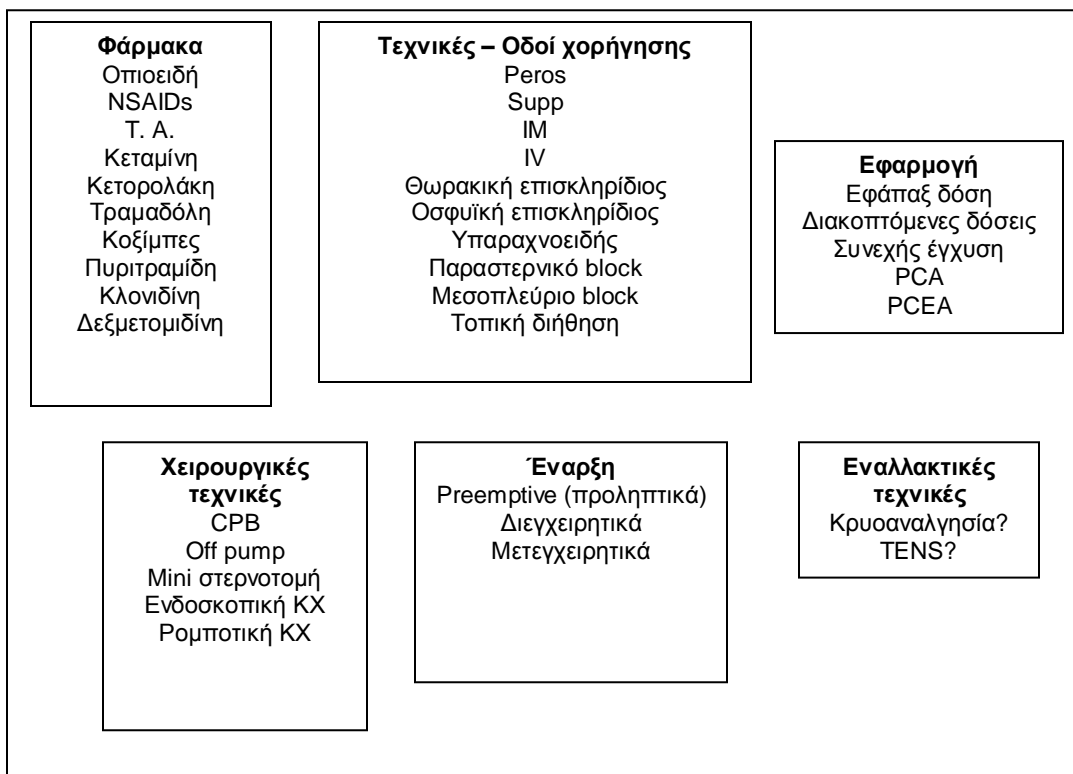 Φάρμακα
Οπιοειδή
NSAIDs
Τ. Α.
Κεταμίνη
Κετορολάκη
Τραμαδόλη
Κοξίμπες
Πυριτραμίδη
Κλονιδίνη
Δεξμετομιδίνη
Τεχνικές – Οδοί χορήγησης
Peros
Supp
IM
IV
Θωρακική επισκληρίδιος
Οσφυϊκή επισκληρίδιος
Υπαραχνοειδής
Παραστερνικό block
Μεσοπλεύριο block
Τοπική διήθηση
Εφαρμογή
Εφάπαξ δόση
Διακοπτόμενες δόσεις
Συνεχής έγχυση
PCA
PCEA
Χειρουργικές
τεχνικές
CPB
Off pump
Mini στερνοτομή
Ενδοσκοπική ΚΧ
Ρομποτική ΚΧ
Έναρξη
Preemptive (προληπτικά)
Διεγχειρητικά
Μετεγχειρητικά
Εναλλακτικές
τεχνικές
Κρυοαναλγησία?
TENS?